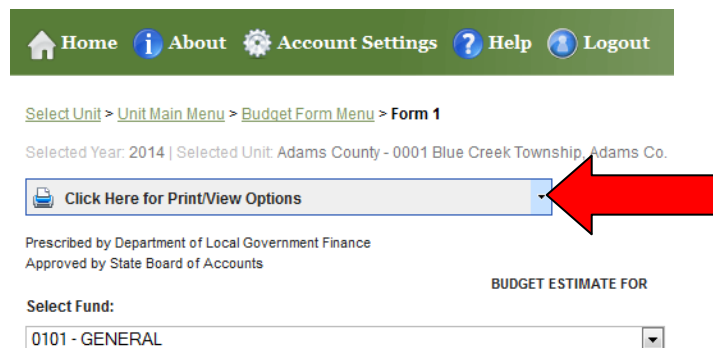 Home About Account Settings Help Logout
Select Unit > Unit Main Menu > Budget Form Menu > Form 1
Selected Year: 2014 | Selected Unit: Adams County - 0001 Blue Creek Township, Adams Co.
Click Here for Print/View Options
Prescribed by Department of Local Government Finance
Approved by State Board of Accounts
BUDGET ESTIMATE FOR
Select Fund:
0101 - GENERAL